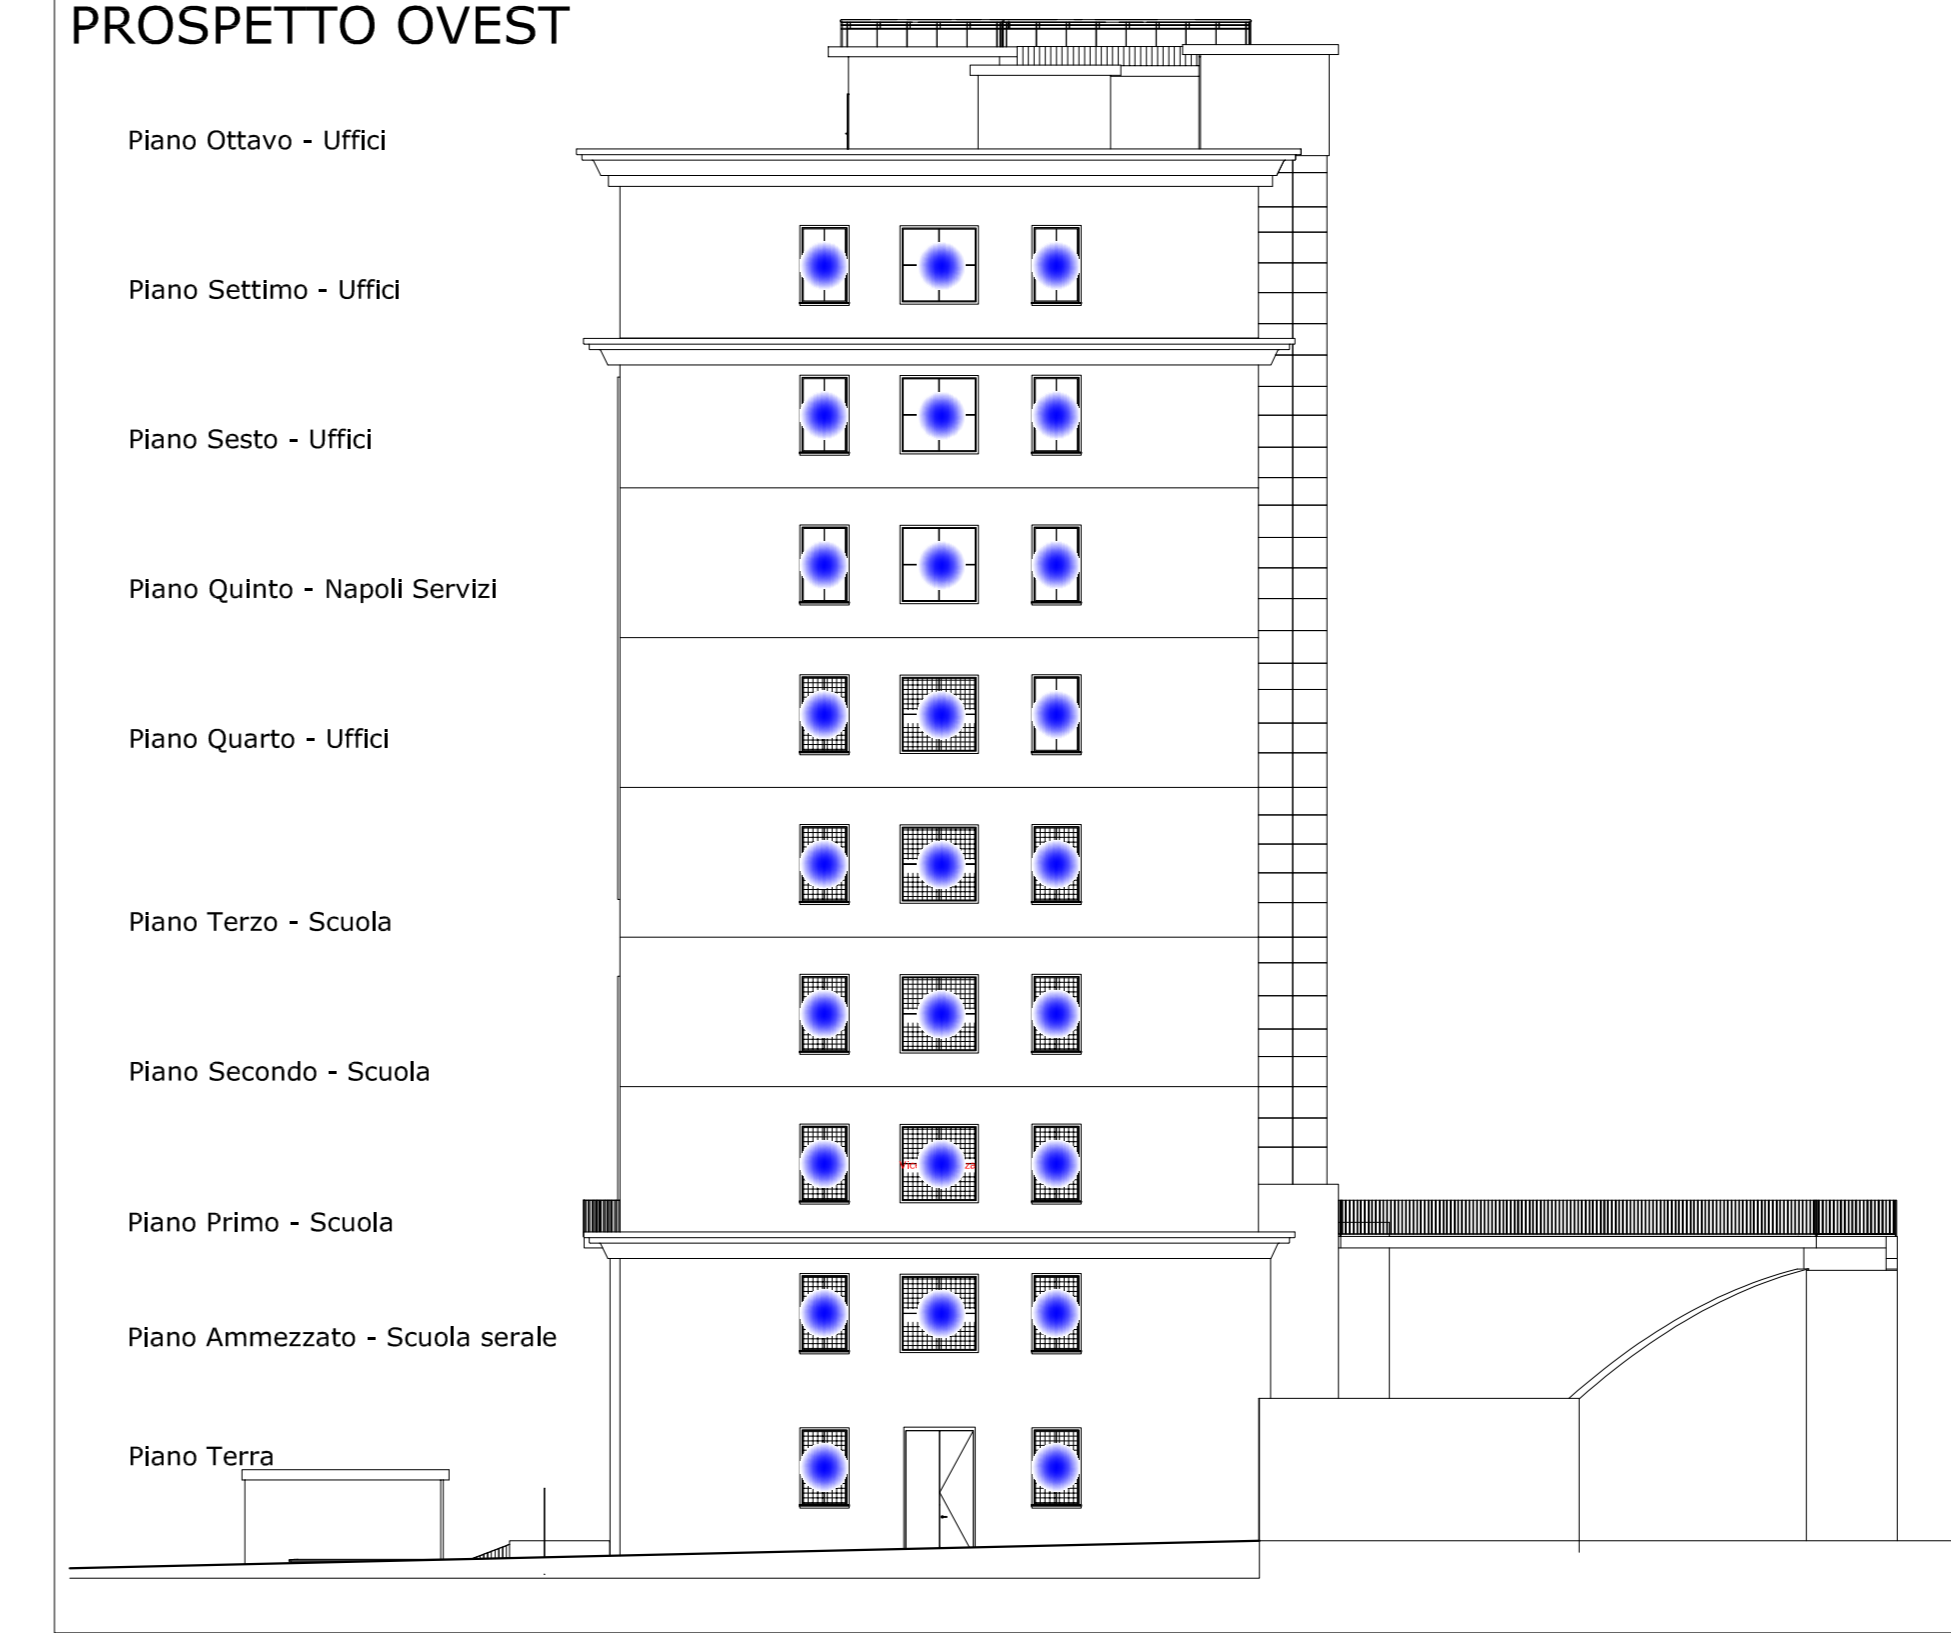 PROSPETTO OVEST
Piano Ottavo - Uffici
Piano Settimo - Uffici
Piano Sesto - Uffici
Piano Quinto - Napoli Servizi
Piano Quarto - Uffici
Piano Terzo - Scuola
Piano Secondo - Scuola
Piano Primo - Scuola
Piano Ammezzato - Scuola serale
Piano Terra